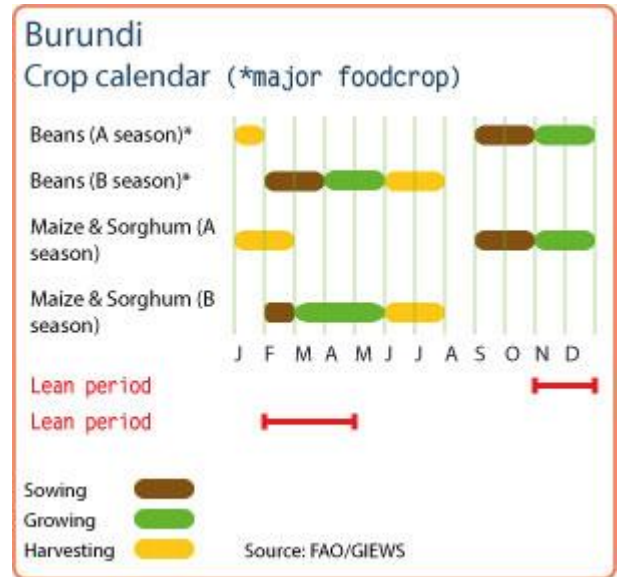 Burundi
Crop calendar (*major foodcrop)
Beans (A season)*
Beans (B season)*
Maize & Sorghum (A
season)
Maize & Sorghum (B
season)
J F M A M J J A S O N D
Lean period
Lean period
Sowing
Growing
Harvesting Source: FAO/GIEWS